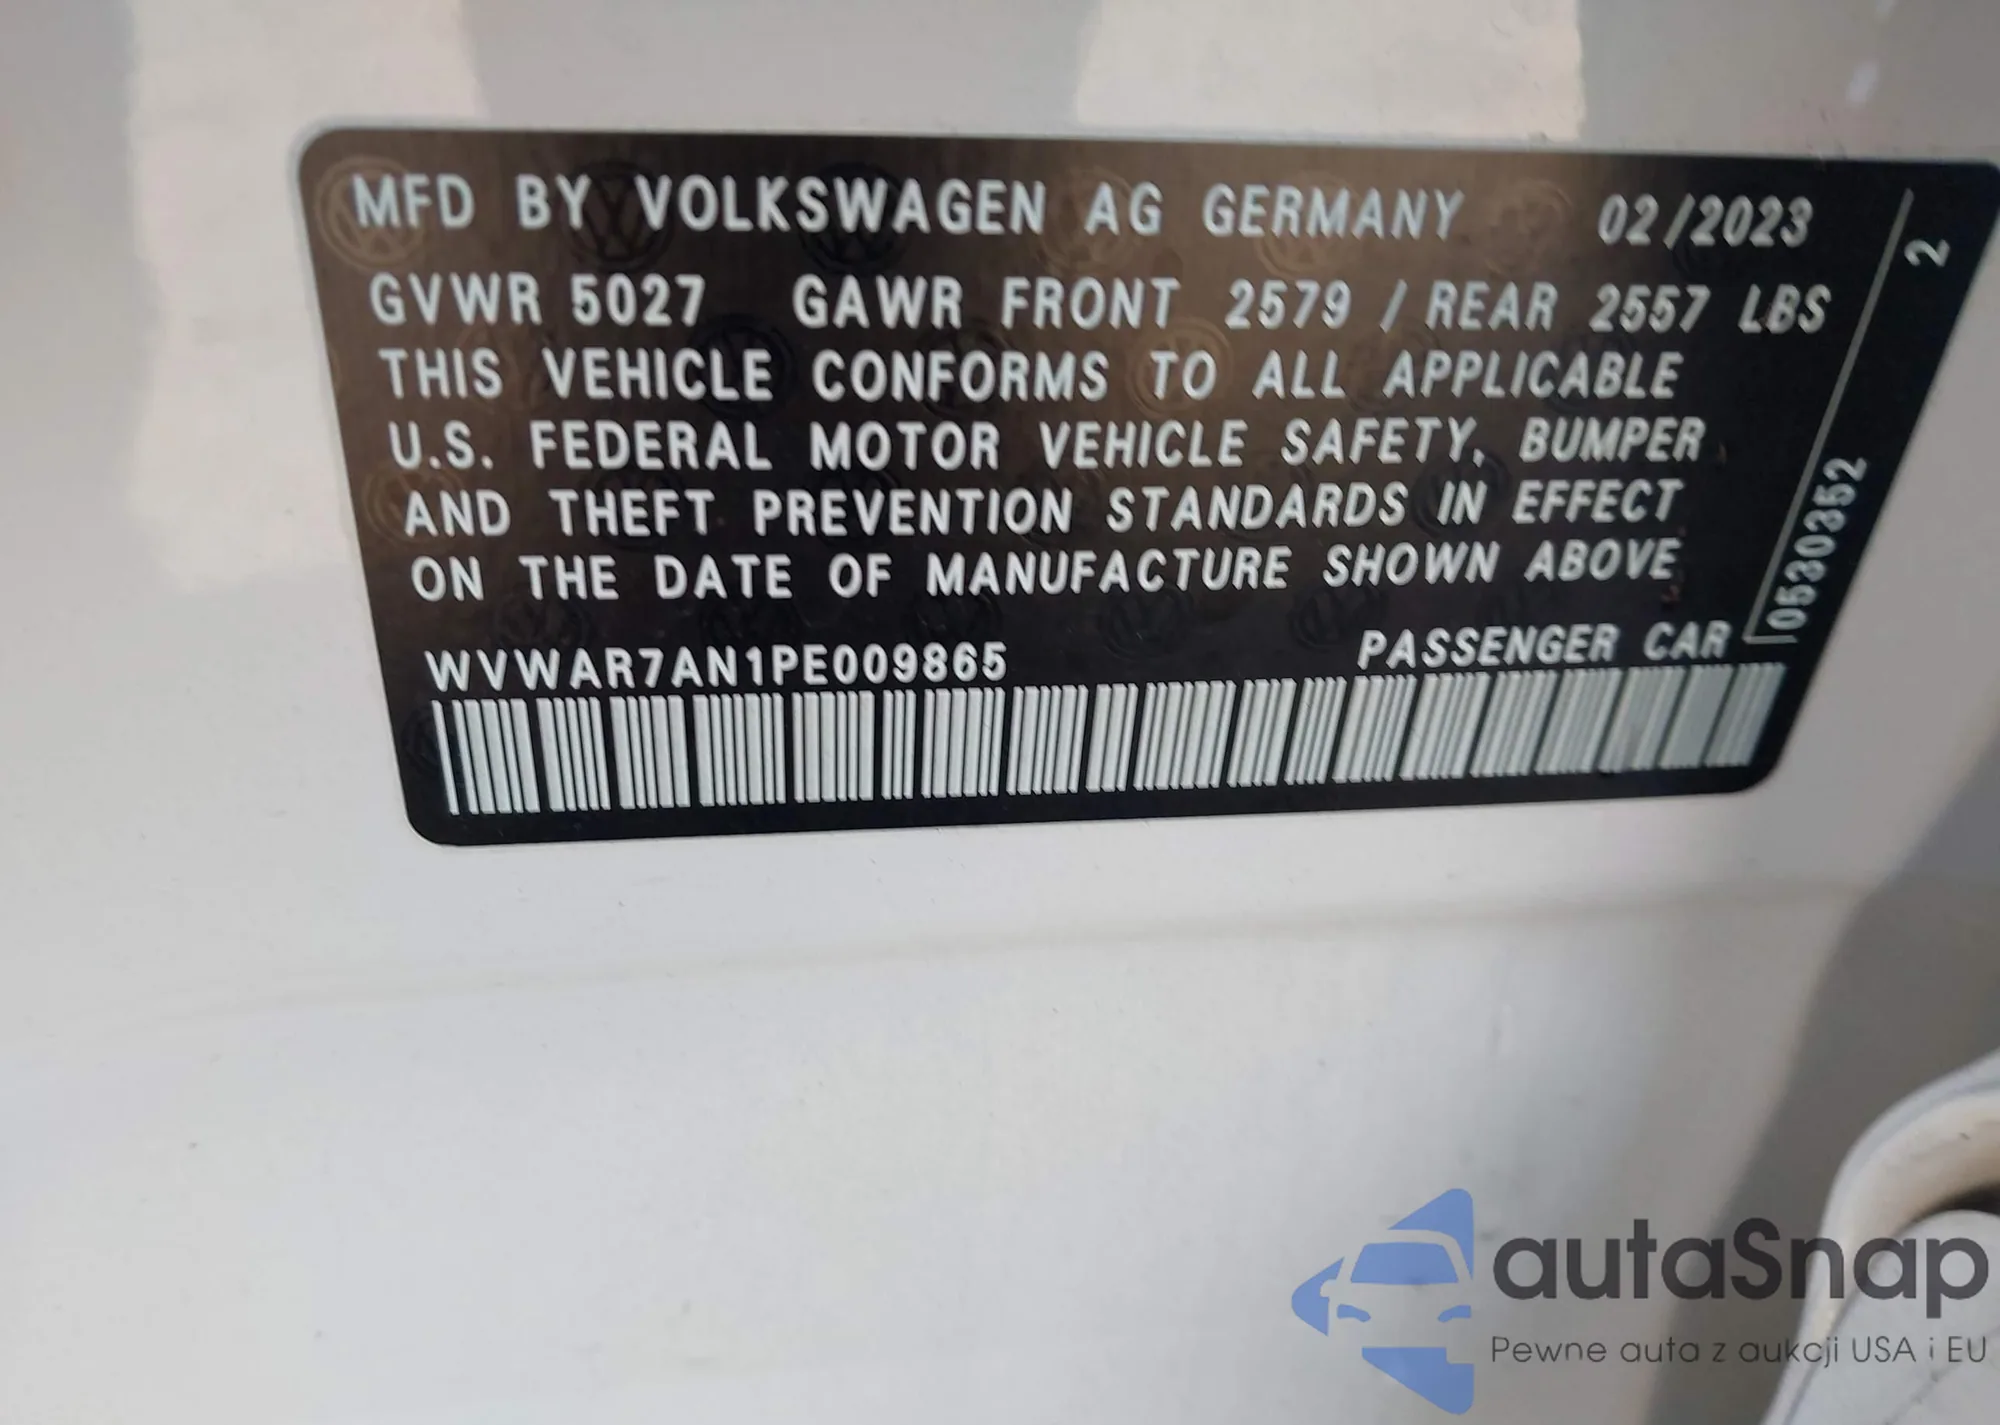 MFD BY VOLKSWAGEN AG GERMANY 02/2023
GVWR 5027 GAWR FRONT 2579 / REAR 2557 LBS
THIS VEHICLE CONFORMS TO ALL APPLICABLE
U.S. FEDERAL MOTOR VEHICLE SAFETY, BUMPER
AND THEFT PREVENTION STANDARDS IN EFFECT
ON THE DATE OF MANUFACTURE SHOWN ABOVE
WVWAR7AN1PE009865 PASSENGER CAR
0530352 2
autaSnap
Pewne auta z aukcji USA i EU